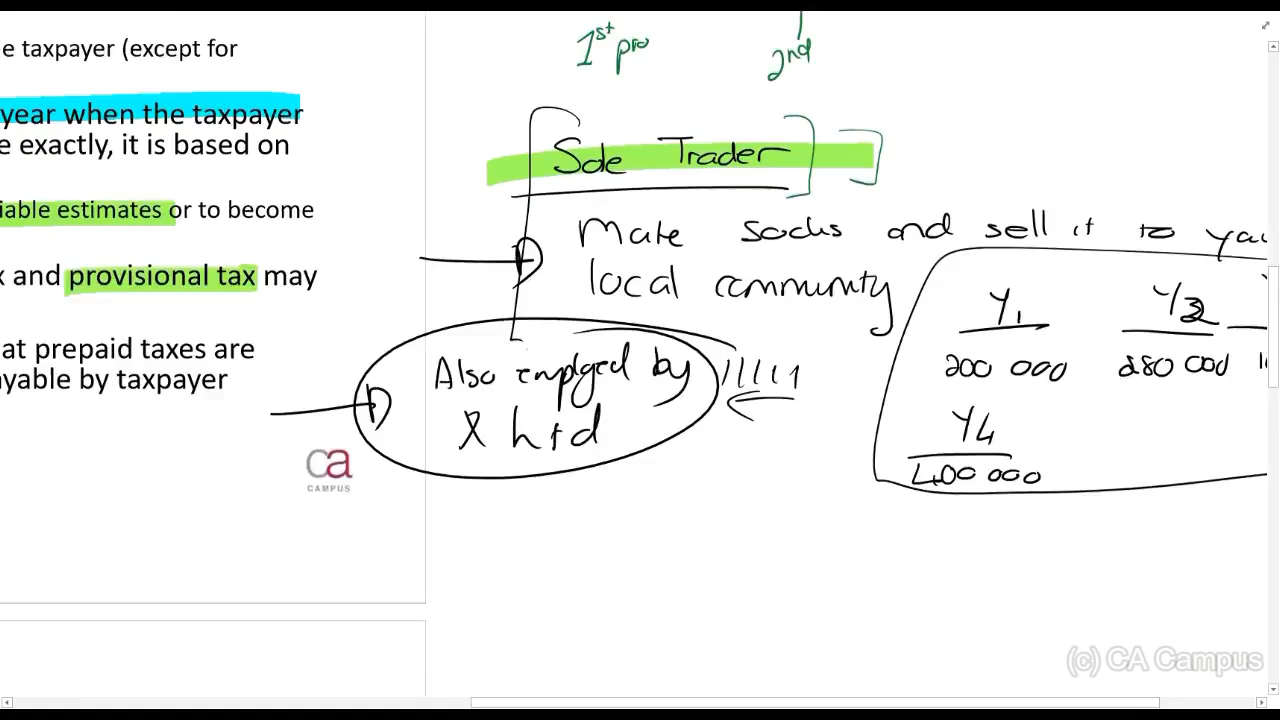 e taxpayer (except for
year when the taxpayer
e exactly, it is based on
iable estimates or to become
x and provisional tax may
at prepaid taxes are
ayable by taxpayer
ca
CAMPUS
1st pro
2nd
Sole Trader
Make socks and sell it to you
local community
Y1 Y2
200 000 280 000
Y4
400 000
Also employed by
X Ltd
(c) CA Campus